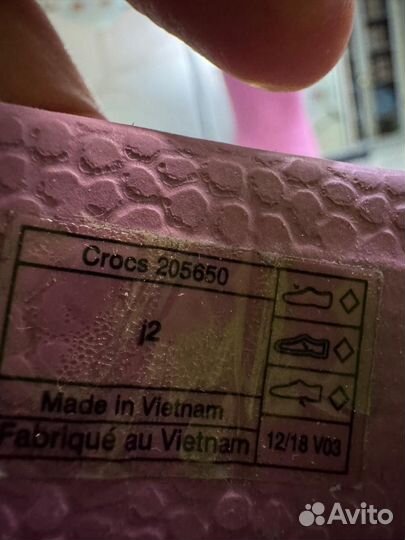 Crocs 205650
j2
Made in Vietnam
Fabriqué au Vietnam
12/18 V03
Avito